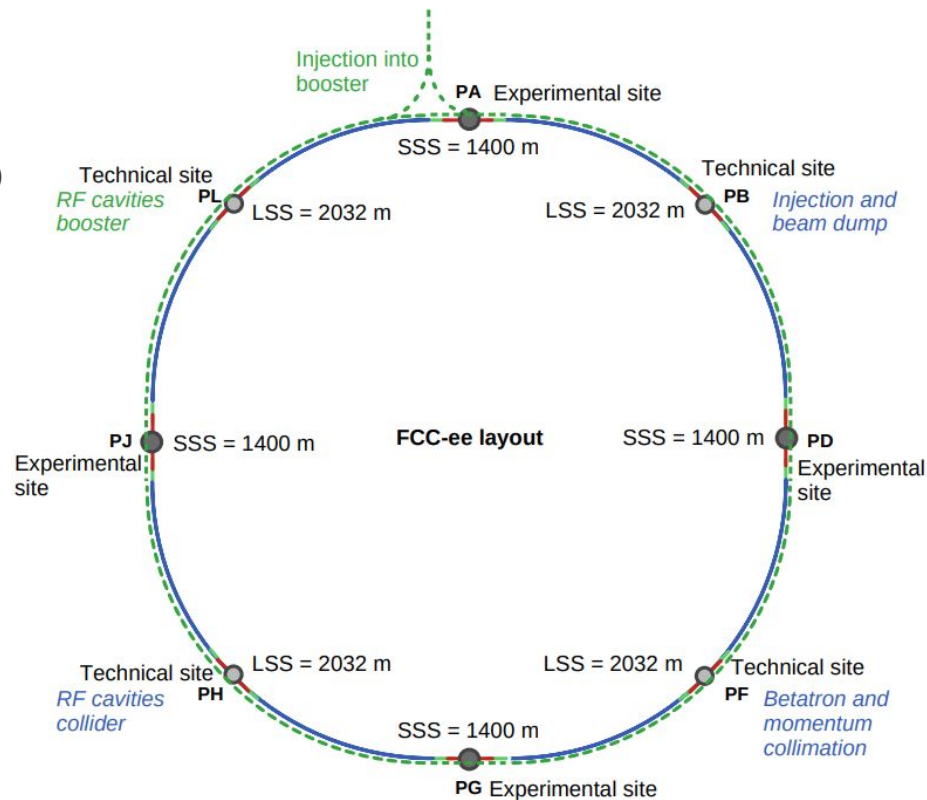 )
Injection into
booster
PA Experimental site
SSS = 1400 m
Technical site
PL
RF cavities
booster
LSS = 2032 m
Technical site
PB
Injection and
beam dump
LSS = 2032 m
PJ
SSS = 1400 m
Experimental
site
FCC-ee layout
SSS = 1400 m
PD
Experimental
site
Technical site
PH
RF cavities
collider
LSS = 2032 m
LSS = 2032 m
Technical site
PF
Betatron and
momentum
collimation
SSS = 1400 m
PG Experimental site